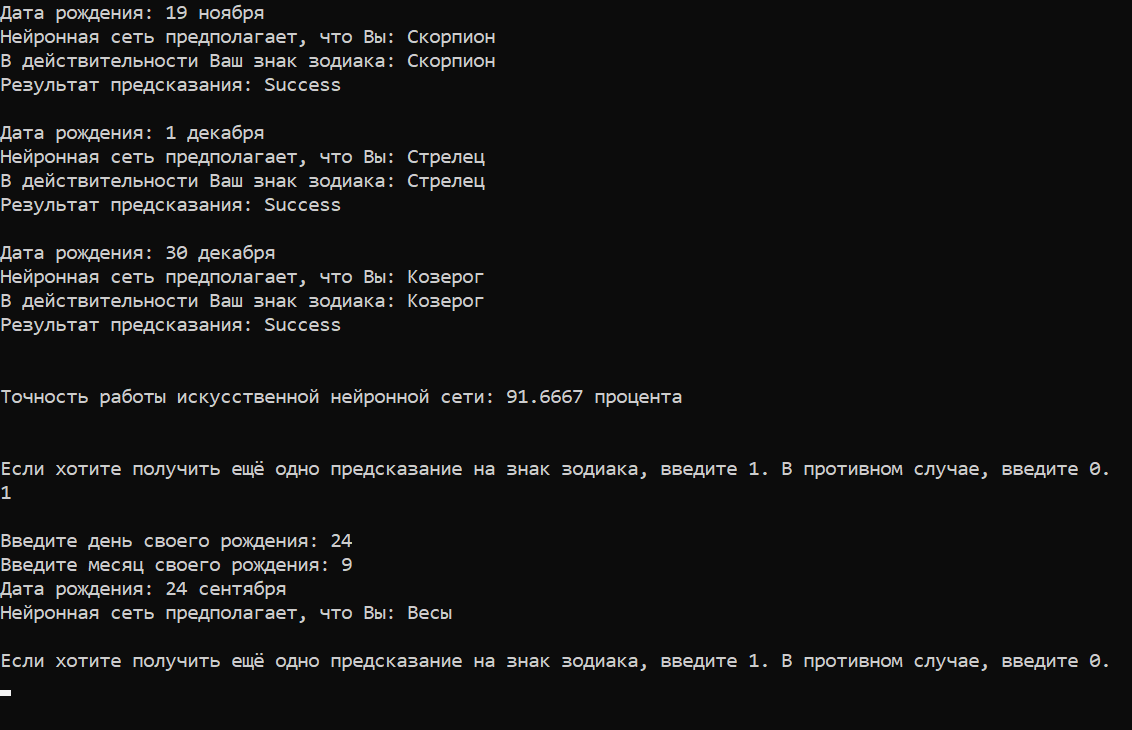 Дата рождения: 19 ноября
Нейронная сеть предполагает, что Вы: Скорпион
В действительности Ваш знак зодиака: Скорпион
Результат предсказания: Success
Дата рождения: 1 декабря
Нейронная сеть предполагает, что Вы: Стрелец
В действительности Ваш знак зодиака: Стрелец
Результат предсказания: Success
Дата рождения: 30 декабря
Нейронная сеть предполагает, что Вы: Козерог
В действительности Ваш знак зодиака: Козерог
Результат предсказания: Success
Точность работы искусственной нейронной сети: 91.6667 процента
Если хотите получить ещё одно предсказание на знак зодиака, введите 1. В противном случае, введите 0.
1
Введите день своего рождения: 24
Введите месяц своего рождения: 9
Дата рождения: 24 сентября
Нейронная сеть предполагает, что Вы: Весы
Если хотите получить ещё одно предсказание на знак зодиака, введите 1. В противном случае, введите 0.